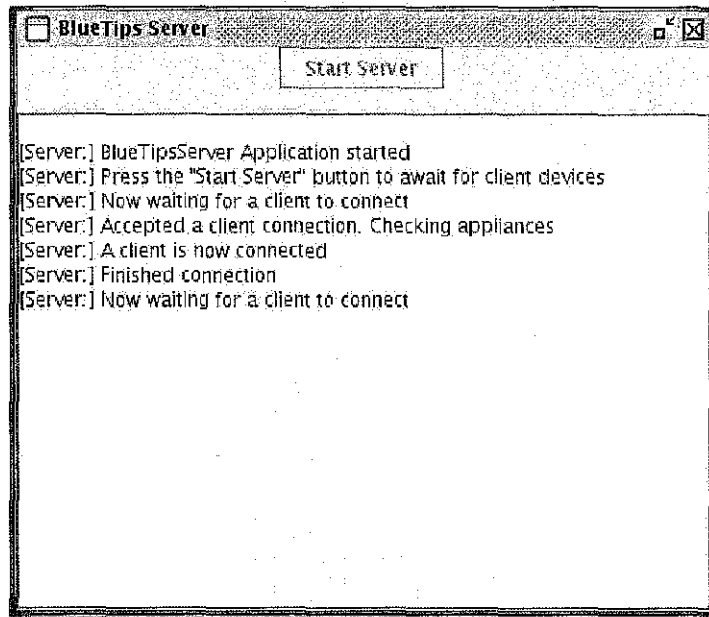 BlueTips Server
Start Server
[Server:] BlueTipsServer Application started
[Server:] Press the "Start Server" button to await for client devices
[Server:] Now waiting for a client to connect
[Server:] Accepted a client connection. Checking appliances
[Server:] A client is now connected
[Server:] Finished connection
[Server:] Now waiting for a client to connect